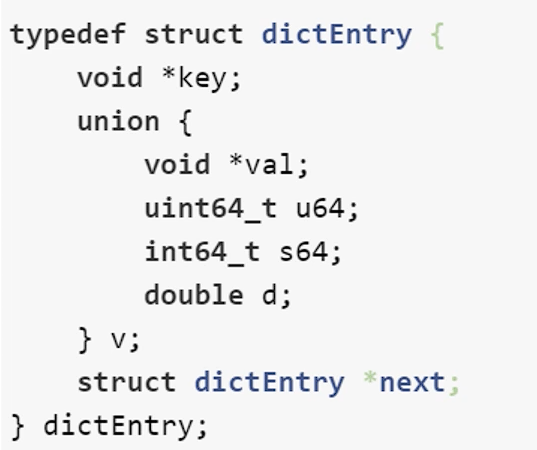 typedef struct dictEntry {
    void *key;
    union {
        void *val;
        uint64_t u64;
        int64_t s64;
        double d;
    } v;
    struct dictEntry *next;
} dictEntry;